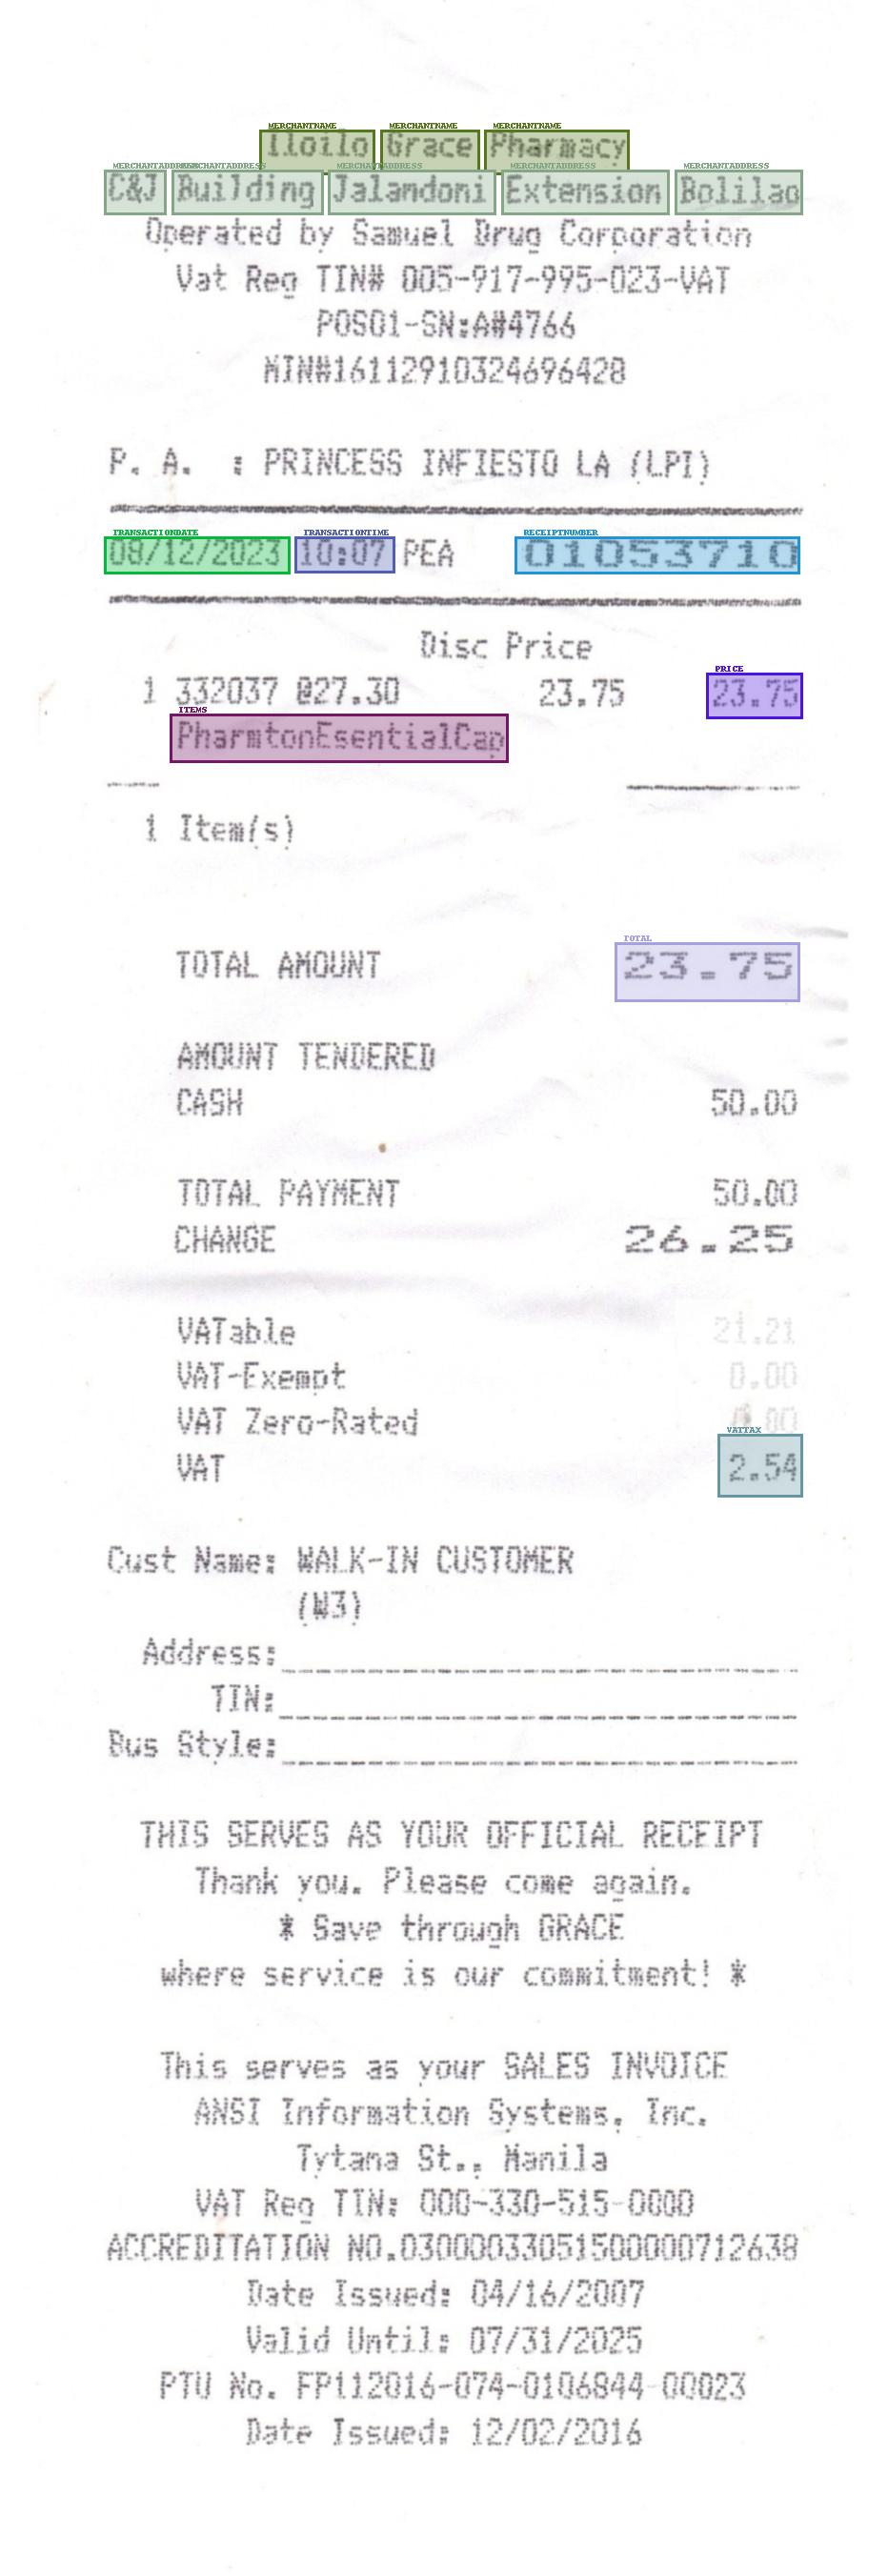 MERCHANTNAME MERCHANTNAME MERCHANTNAME
Iloilo Grace Pharmacy
MERCHANTADDRESS MERCHANTADDRESS MERCHANTADDRESS MERCHANTADDRESS MERCHANTADDRESS
C&J Building Jalandoni Extension Bolilao
Operated by Samuel Drug Corporation
Vat Reg TIN# 005-917-995-023-VAT
POS01-SN:A#4766
MIN#16112910324696428
P. A. : PRINCESS INFIESTO LA (LPI)
TRANSACTIONDATE TRANSACTIONTIME RECEIPTNUMBER
08/12/2023 10:07 PEA
Disc Price
PRICE
1 332037 @27.30 23.75 23.75
ITEMS
PharmtonEsentialCap
1 Item(s)
TOTAL
TOTAL AMOUNT 23.75
AMOUNT TENDERED
CASH 50.00
TOTAL PAYMENT 50.00
CHANGE 26.25
VATable 21.21
VAT-Exempt 0.00
VAT Zero-Rated
VATTAX
VAT 2.54
Cust Name: WALK-IN CUSTOMER
(W3)
Address:
TIN:
Bus Style:
THIS SERVES AS YOUR OFFICIAL RECEIPT
Thank you. Please come again.
* Save through GRACE
where service is our commitment! *
This serves as your SALES INVOICE
ANSI Information Systems, Inc.
Tytana St., Manila
VAT Reg TIN: 000-330-515-0000
ACCREDITATION NO.030000330515000000712638
Date Issued: 04/16/2007
Valid Until: 07/31/2025
PTU No. FP112016-074-0106844-00023
Date Issued: 12/02/2016